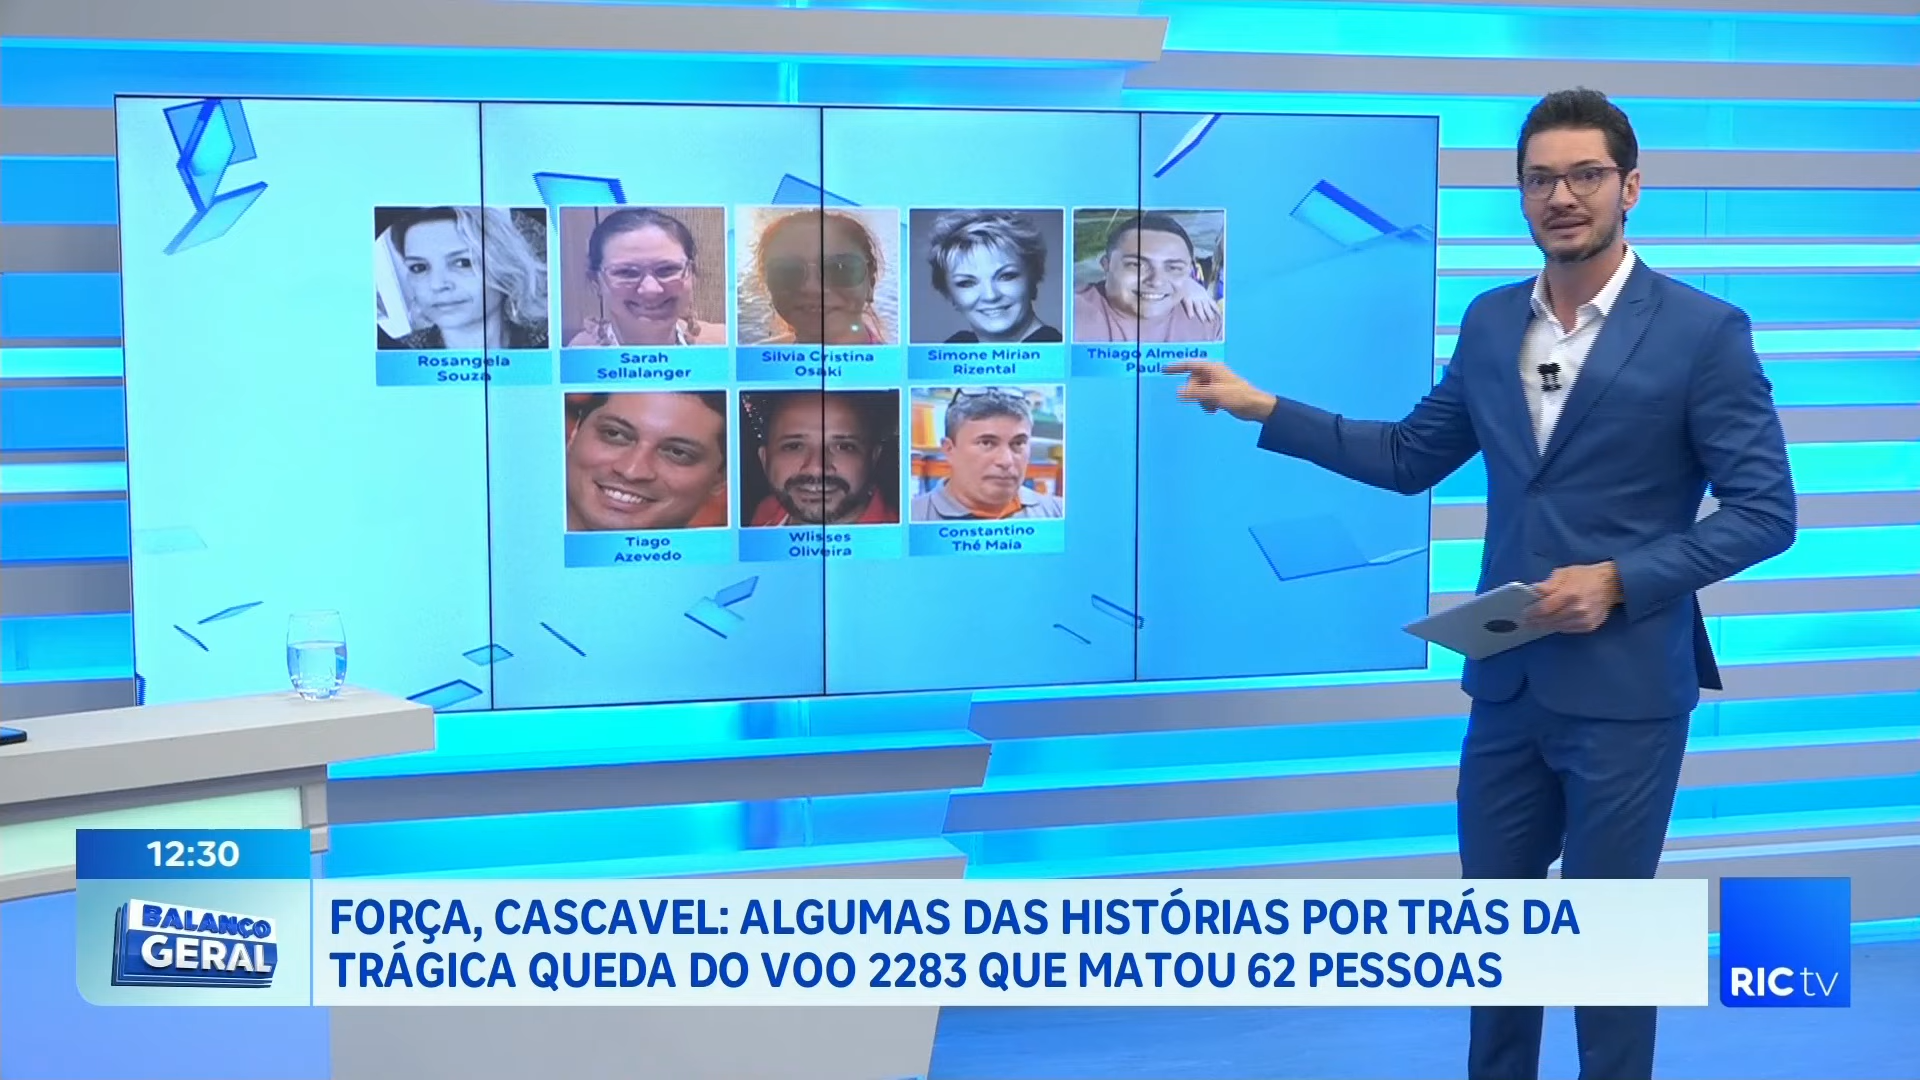 Rosangela
Souza
Sarah
Sellalanger
Silvia Cristina
Osaki
Simone Mirian
Rizental
Thiago Almeida
Paula
Tiago
Azevedo
Wlisses
Oliveira
Constantino
Thé Maia
12:30
BALANÇO
GERAL
FORÇA, CASCAVEL: ALGUMAS DAS HISTÓRIAS POR TRÁS DA
TRÁGICA QUEDA DO VOO 2283 QUE MATOU 62 PESSOAS
RIC tv